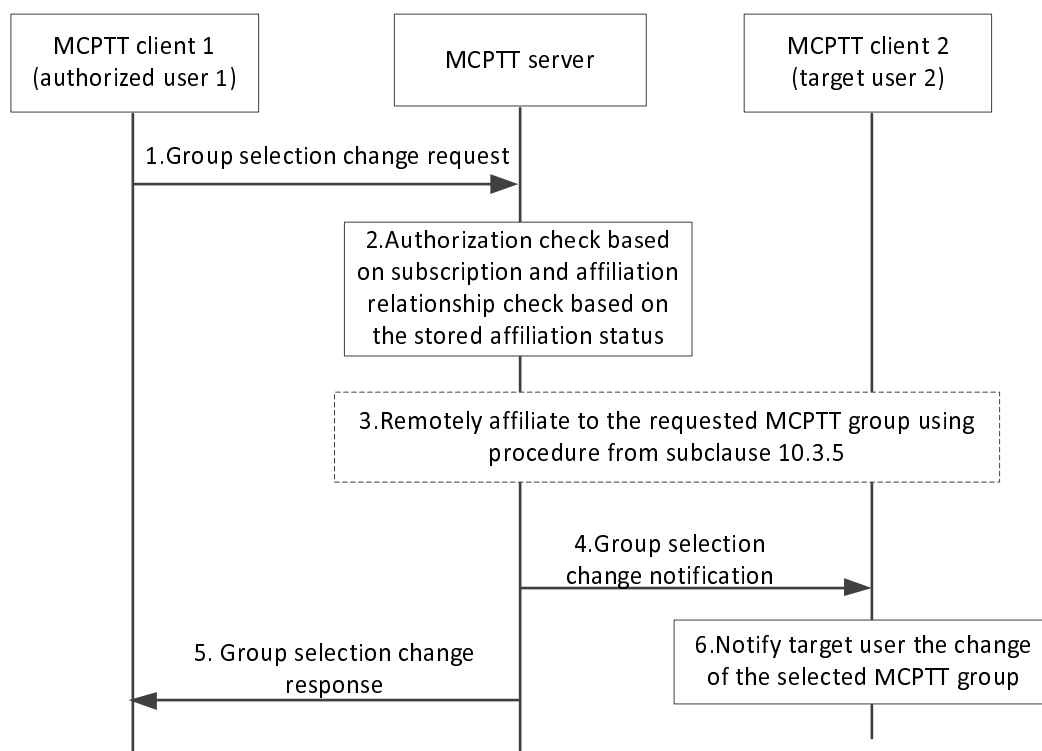 MCPTT client 1
(authorized user 1)
MCPTT server
MCPTT client 2
(target user 2)
1.Group selection change request
2.Authorization check based
on subscription and affiliation
relationship check based on
the stored affiliation status
3.Remotely affiliate to the requested MCPTT group using
procedure from subclause 10.3.5
4.Group selection
change notification
5. Group selection change
response
6.Notify target user the change
of the selected MCPTT group